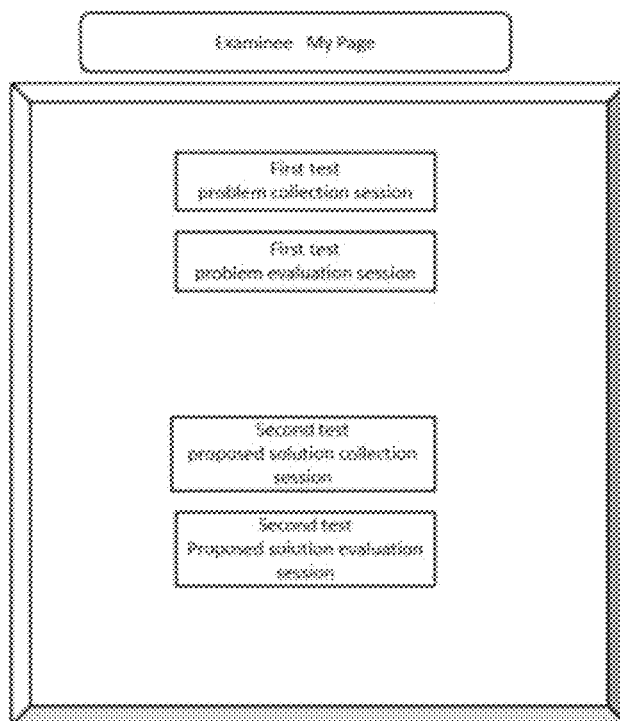 Examinee My Page
First test
problem collection session
First test
problem evaluation session
Second test
proposed solution collection
session
Second test
Proposed solution evaluation
session